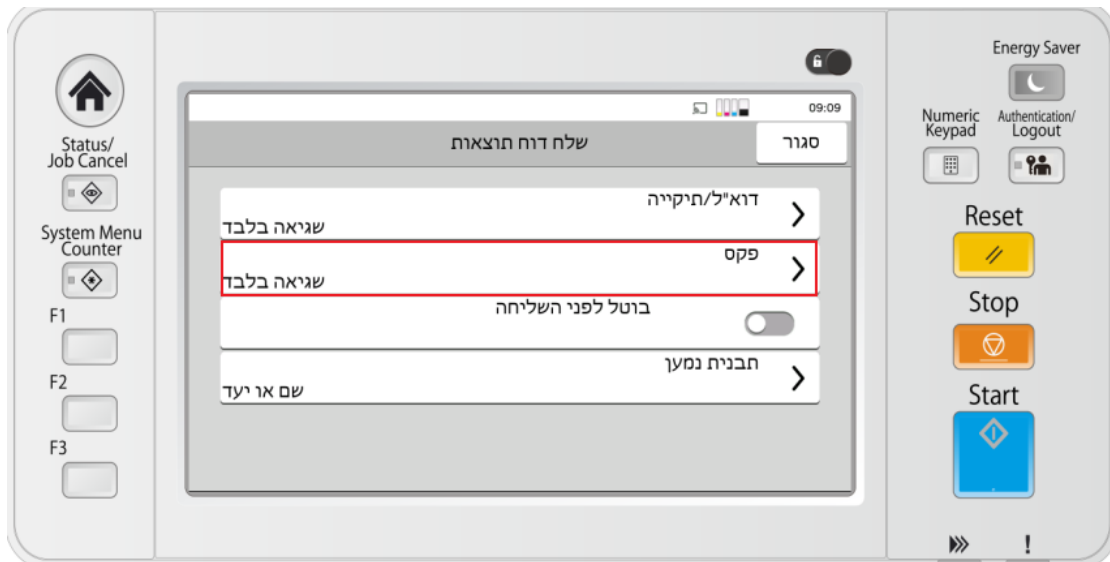 Status/
Job Cancel
System Menu
Counter
F1
F2
F3
09:09
שלח דוח תוצאות
סגור
דוא"ל/תיקייה
שגיאה בלבד
פקס
שגיאה בלבד
בוטל לפני השליחה
תבנית נמען
שם או יעד
Energy Saver
Numeric
Keypad
Authentication/
Logout
Reset
Stop
Start